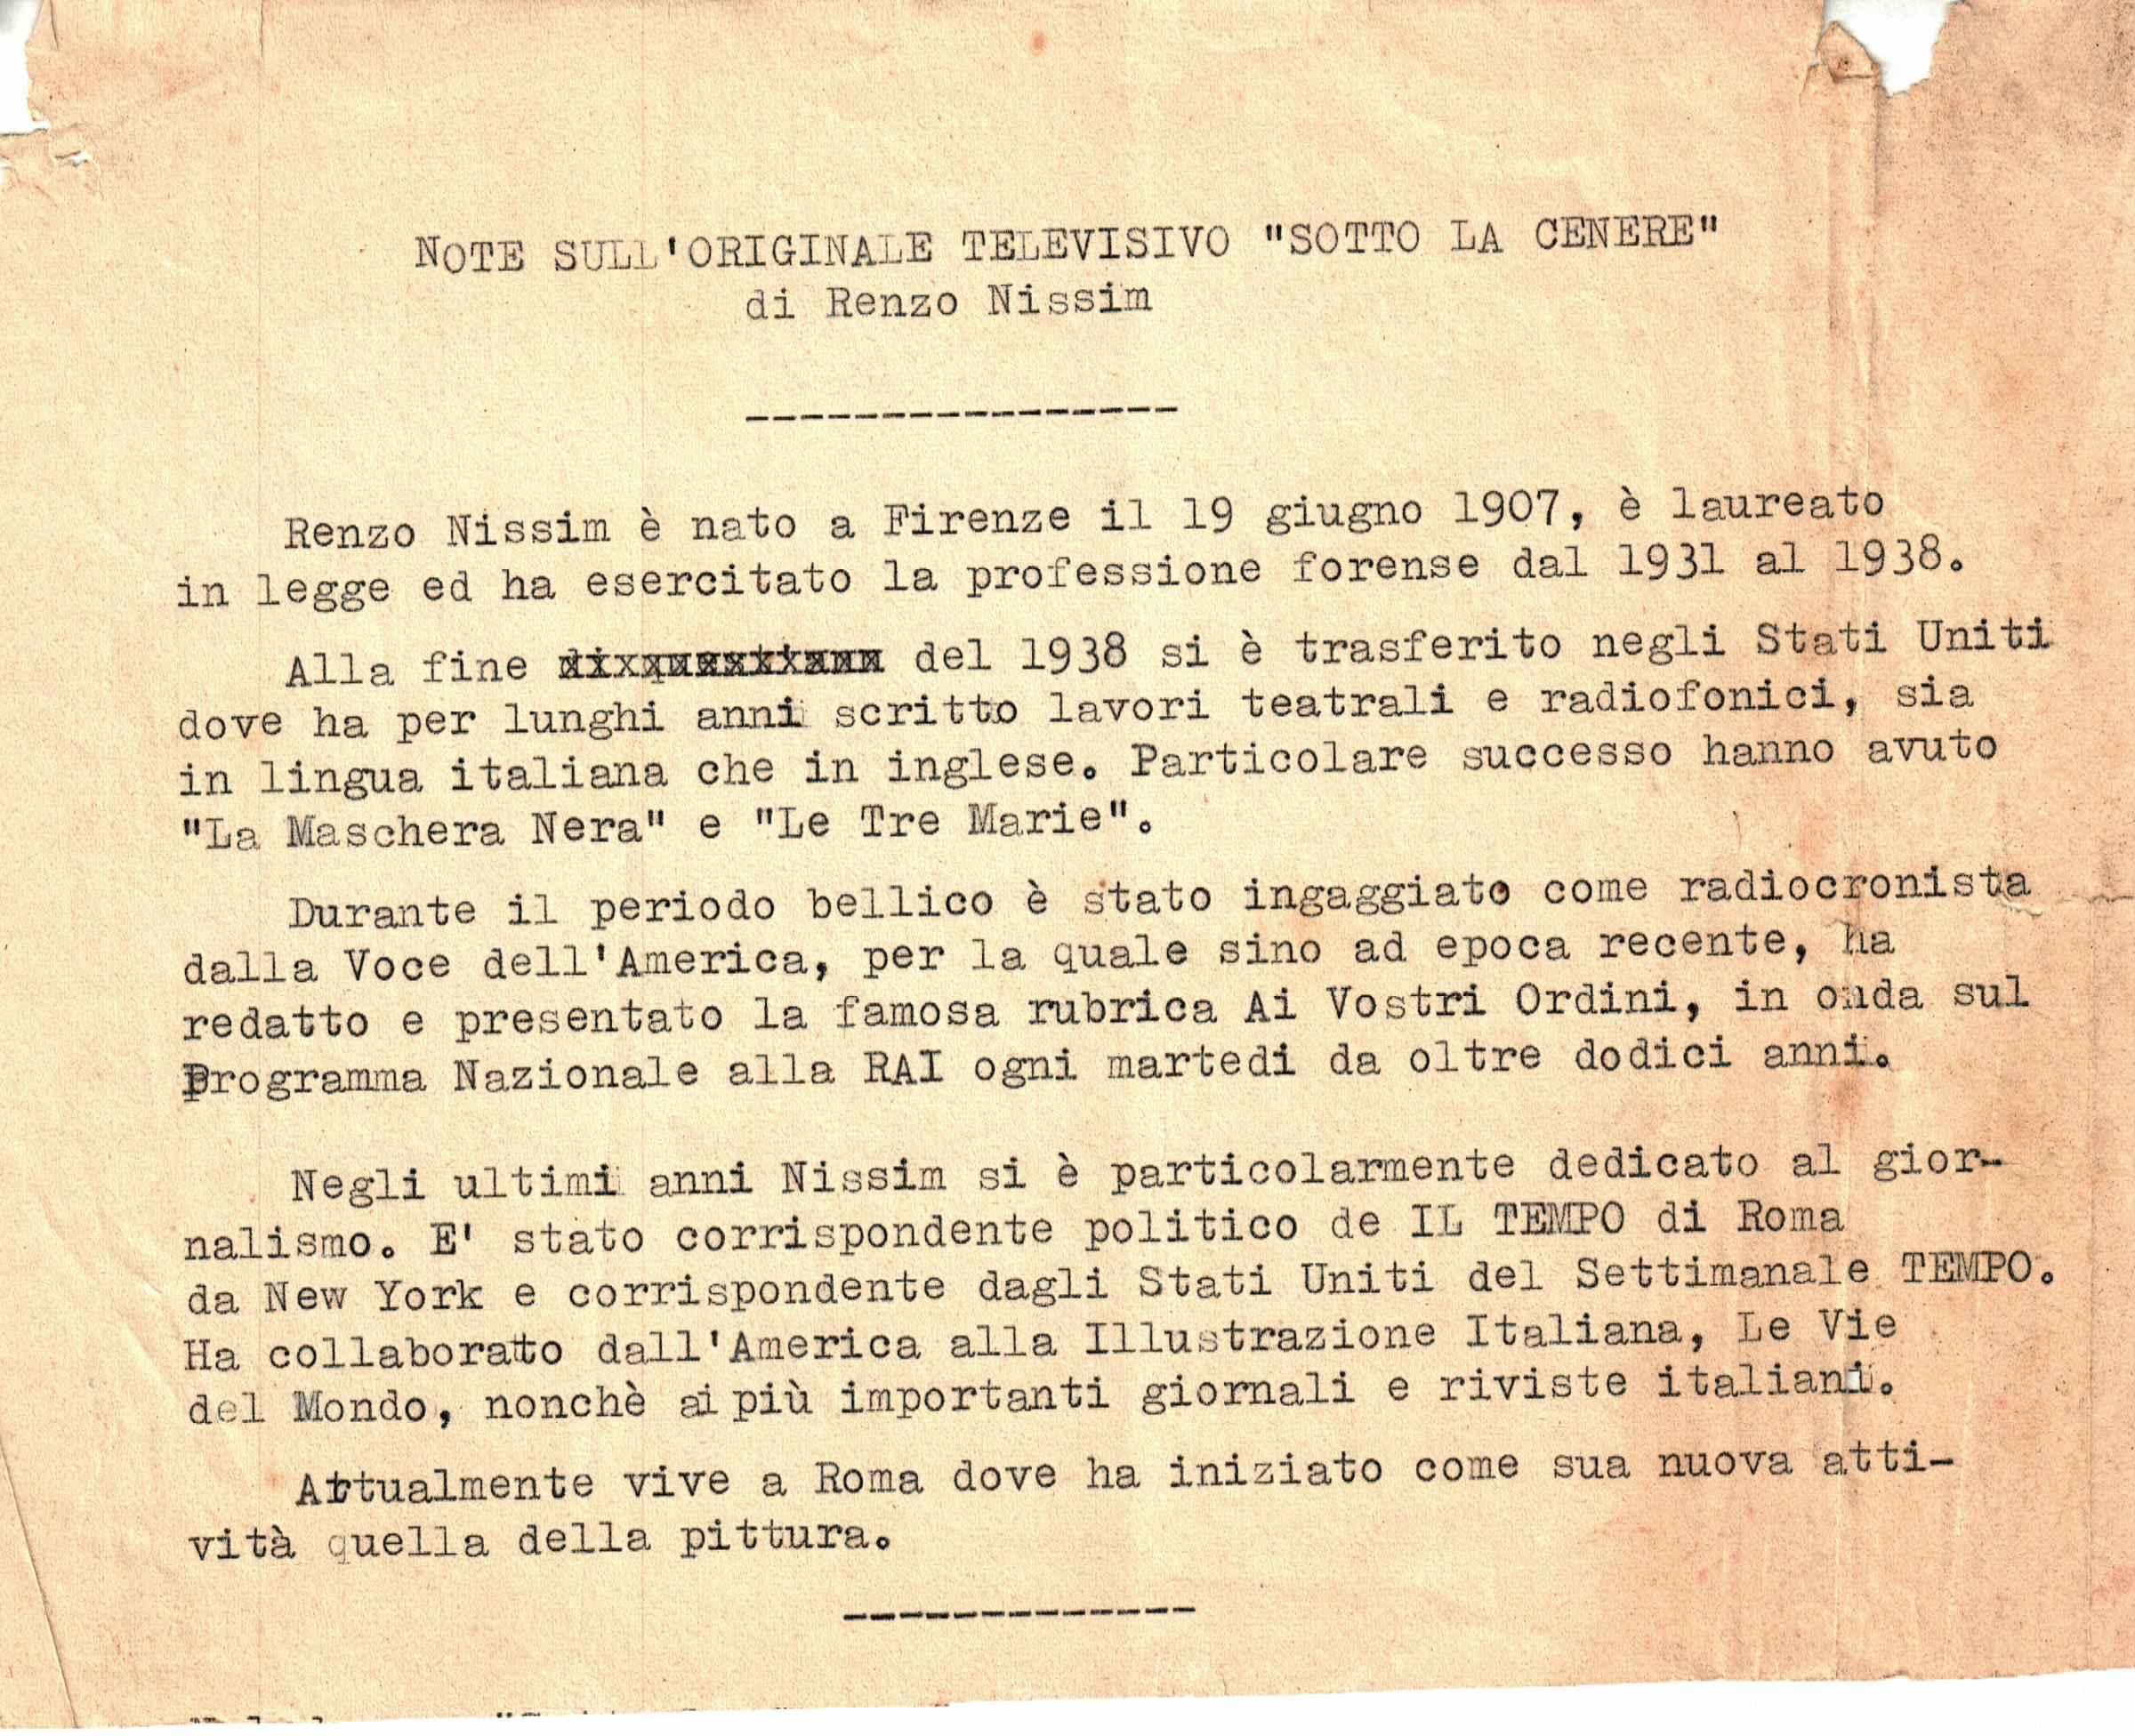 NOTE SULL'ORIGINALE TELEVISIVO "SOTTO LA CENERE"
di Renzo Nissim
----------------
Renzo Nissim è nato a Firenze il 19 giugno 1907, è laureato
in legge ed ha esercitato la professione forense dal 1931 al 1938.
Alla fine del 1938 si è trasferito negli Stati Uniti
dove ha per lunghi anni scritto lavori teatrali e radiofonici, sia
in lingua italiana che in inglese. Particolare successo hanno avuto
"La Maschera Nera" e "Le Tre Marie".
Durante il periodo bellico è stato ingaggiato come radiocronista
dalla Voce dell'America, per la quale sino ad epoca recente, ha
redatto e presentato la famosa rubrica Ai Vostri Ordini, in onda sul
Programma Nazionale alla RAI ogni martedi da oltre dodici anni.
Negli ultimi anni Nissim si è particolarmente dedicato al gior-
nalismo. E' stato corrispondente politico de IL TEMPO di Roma
da New York e corrispondente dagli Stati Uniti del Settimanale TEMPO.
Ha collaborato dall'America alla Illustrazione Italiana, Le Vie
del Mondo, nonchè ai più importanti giornali e riviste italiani.
Attualmente vive a Roma dove ha iniziato come sua nuova atti-
vità quella della pittura.
-------------